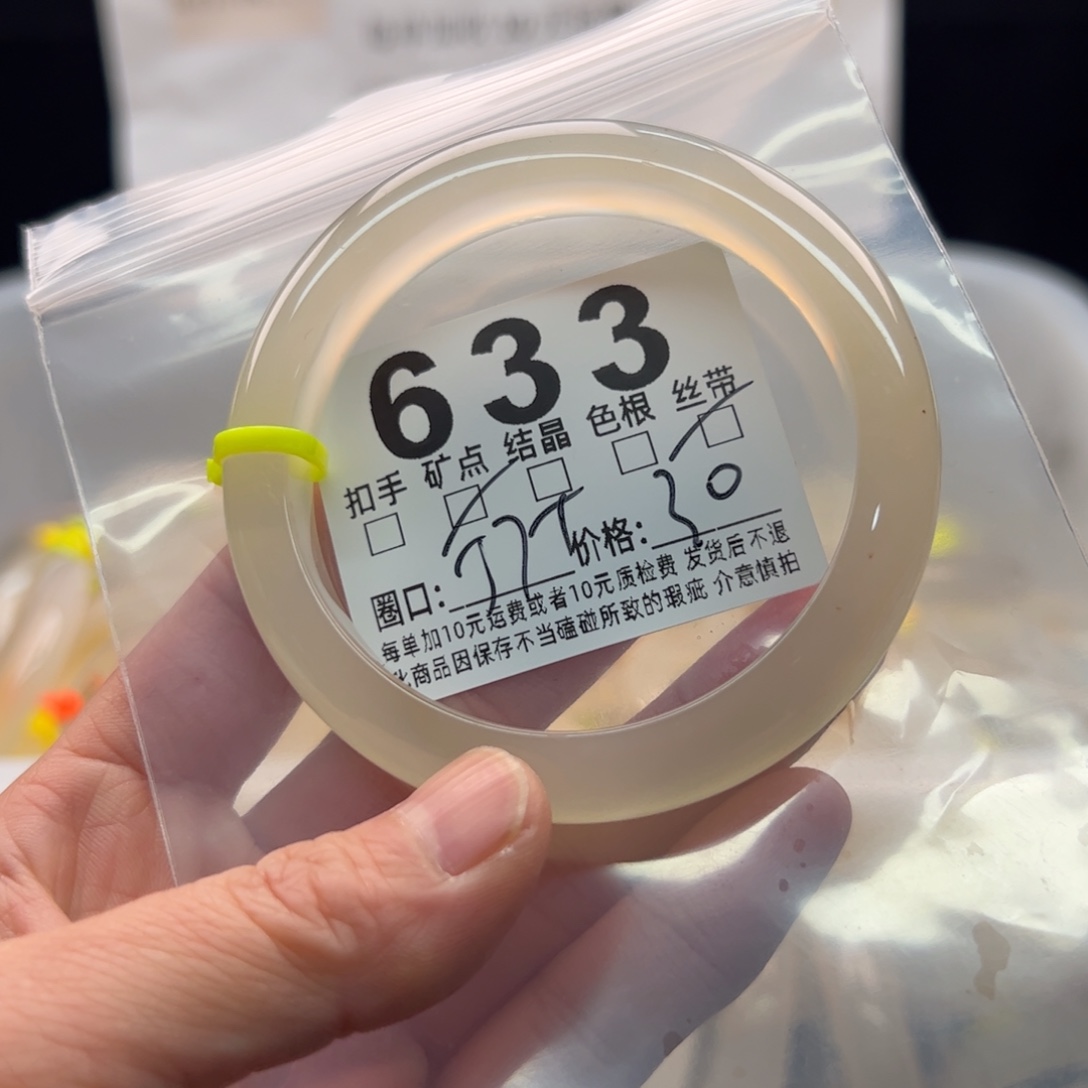 633
扣手 矿点 结晶 色根 丝带
圈口: 价格: 30
每单加10元运费或者10元质检费 发货后不退
商品因保存不当磕碰所致的瑕疵 介意慎拍